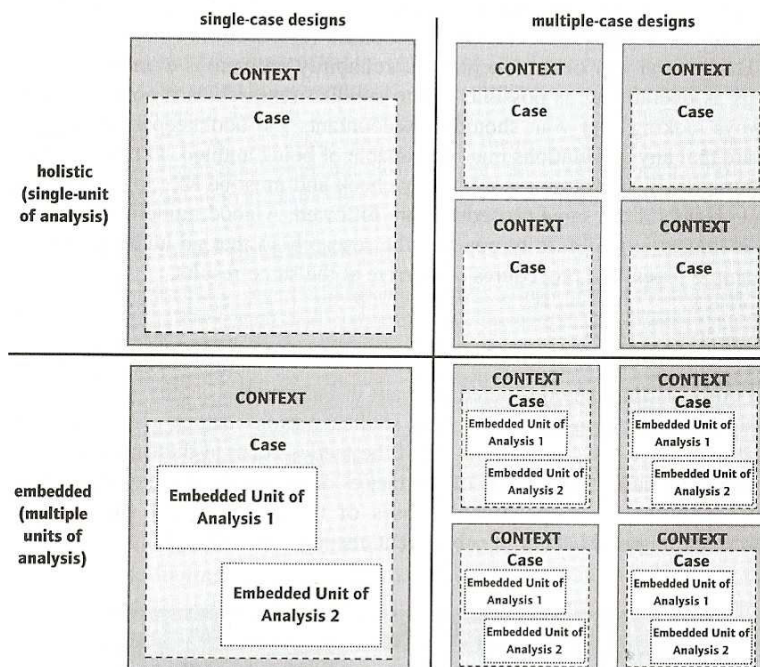 single-case designs
multiple-case designs
holistic
(single-unit
of analysis)
CONTEXT
Case
CONTEXT
Case
CONTEXT
Case
CONTEXT
Case
CONTEXT
Case
embedded
(multiple
units of
analysis)
CONTEXT
Case
Embedded Unit of
Analysis 1
Embedded Unit of
Analysis 2
CONTEXT
Case
Embedded Unit of
Analysis 1
Embedded Unit of
Analysis 2
CONTEXT
Case
Embedded Unit of
Analysis 1
Embedded Unit of
Analysis 2
CONTEXT
Case
Embedded Unit of
Analysis 1
Embedded Unit of
Analysis 2
CONTEXT
Case
Embedded Unit of
Analysis 1
Embedded Unit of
Analysis 2